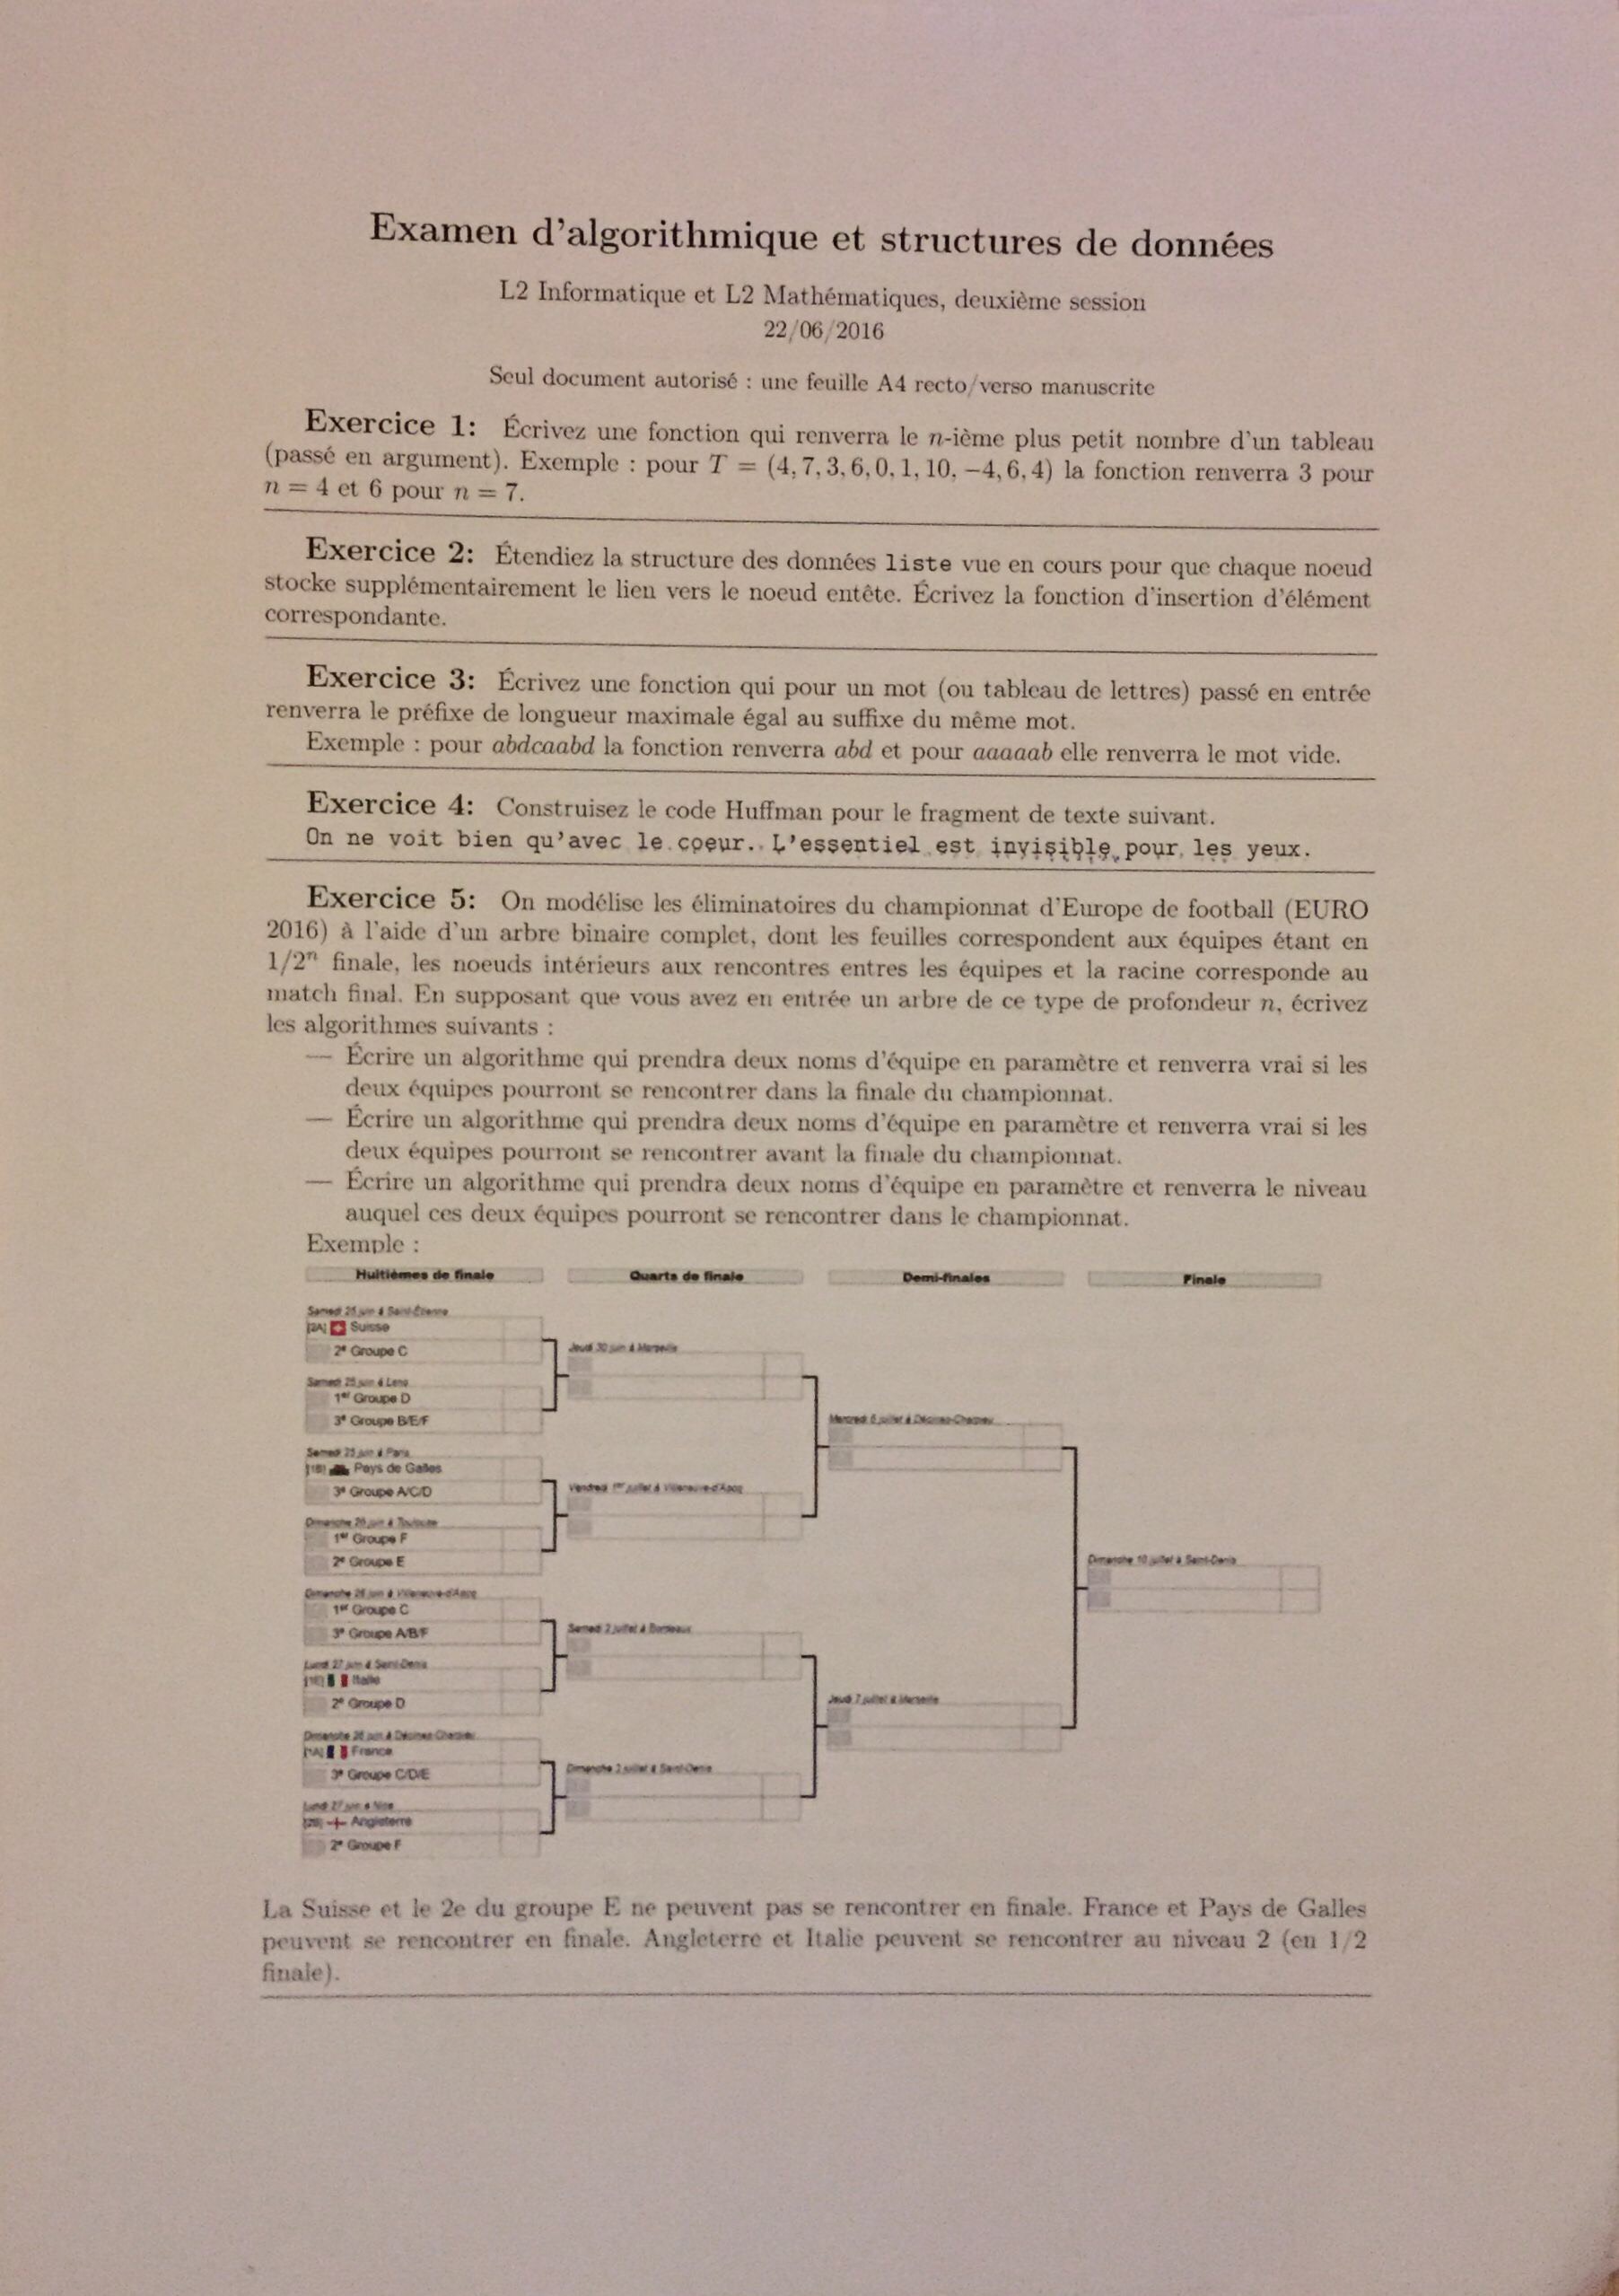 Examen d'algorithmique et structures de données
L2 Informatique et L2 Mathématiques, deuxième session
22/06/2016
Seul document autorisé : une feuille A4 recto/verso manuscrite
Exercice 1: Écrivez une fonction qui renverra le n-ième plus petit nombre d'un tableau
(passé en argument). Exemple : pour T = (4, 7, 3, 6, 0, 1, 10, −4, 6, 4) la fonction renverra 3 pour
n = 4 et 6 pour n = 7.
Exercice 2: Étendiez la structure des données liste vue en cours pour que chaque noeud
stocke supplémentairement le lien vers le noeud entête. Écrivez la fonction d'insertion d'élément
correspondante.
Exercice 3: Écrivez une fonction qui pour un mot (ou tableau de lettres) passé en entrée
renverra le préfixe de longueur maximale égal au suffixe du même mot.
Exemple : pour abdcaabd la fonction renverra abd et pour aaaaab elle renverra le mot vide.
Exercice 4: Construisez le code Huffman pour le fragment de texte suivant.
On ne voit bien qu'avec le coeur. L'essentiel est invisible pour les yeux.
Exercice 5: On modélise les éliminatoires du championnat d'Europe de football (EURO
2016) à l'aide d'un arbre binaire complet, dont les feuilles correspondent aux équipes étant en
1/2ⁿ finale, les noeuds intérieurs aux rencontres entres les équipes et la racine corresponde au
match final. En supposant que vous avez en entrée un arbre de ce type de profondeur n, écrivez
les algorithmes suivants :
— Écrire un algorithme qui prendra deux noms d'équipe en paramètre et renverra vrai si les
deux équipes pourront se rencontrer dans la finale du championnat.
— Écrire un algorithme qui prendra deux noms d'équipe en paramètre et renverra vrai si les
deux équipes pourront se rencontrer avant la finale du championnat.
— Écrire un algorithme qui prendra deux noms d'équipe en paramètre et renverra le niveau
auquel ces deux équipes pourront se rencontrer dans le championnat.
Exemple :
Huitièmes de finale Quarts de finale Demi-finales Finale
Samedi 25 juin à Saint-Étienne
Suisse
2e Groupe C
Jeudi 30 juin à Marseille
Samedi 25 juin à Lens
1er Groupe D
3e Groupe B/E/F
Mercredi 6 juillet à Décines-Charpieu
Samedi 25 juin à Paris
Pays de Galles
3e Groupe A/C/D
Vendredi 1er juillet à Villeneuve-d'Ascq
Dimanche 26 juin à Toulouse
1er Groupe F
2e Groupe E
Dimanche 10 juillet à Saint-Denis
Dimanche 26 juin à Villeneuve-d'Ascq
1er Groupe C
3e Groupe A/B/F
Samedi 2 juillet à Bordeaux
Lundi 27 juin à Saint-Denis
Italie
2e Groupe D
Jeudi 7 juillet à Marseille
Dimanche 26 juin à Décines-Charpieu
France
3e Groupe C/D/E
Dimanche 3 juillet à Saint-Denis
Lundi 27 juin à Nice
Angleterre
2e Groupe F
La Suisse et le 2e du groupe E ne peuvent pas se rencontrer en finale. France et Pays de Galles
peuvent se rencontrer en finale. Angleterre et Italie peuvent se rencontrer au niveau 2 (en 1/2
finale).